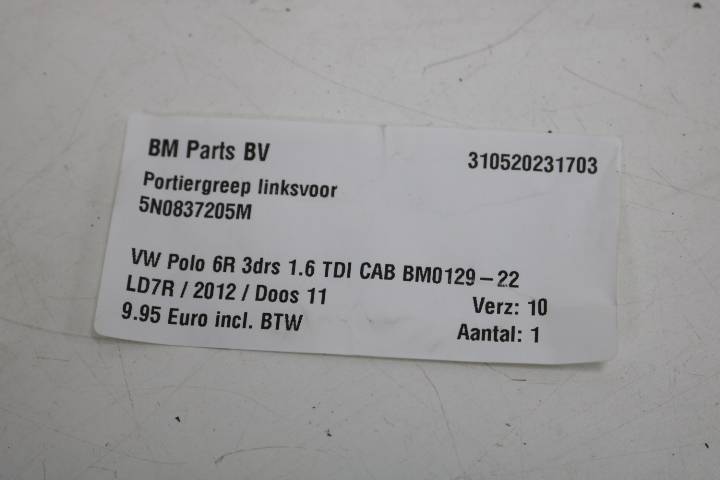 BM Parts BV 310520231703
Portiergreep linksvoor
5N0837205M
VW Polo 6R 3drs 1.6 TDI CAB BM0129-22
LD7R / 2012 / Doos 11 Verz: 10
9.95 Euro incl. BTW Aantal: 1